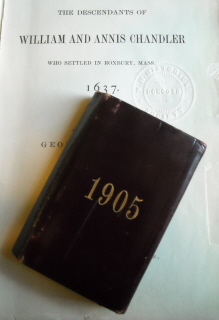 THE DESCENDANTS OF
WILLIAM AND ANNIS CHANDLER
WHO SETTLED IN ROXBURY, MASS.
1637.
GEO
1905